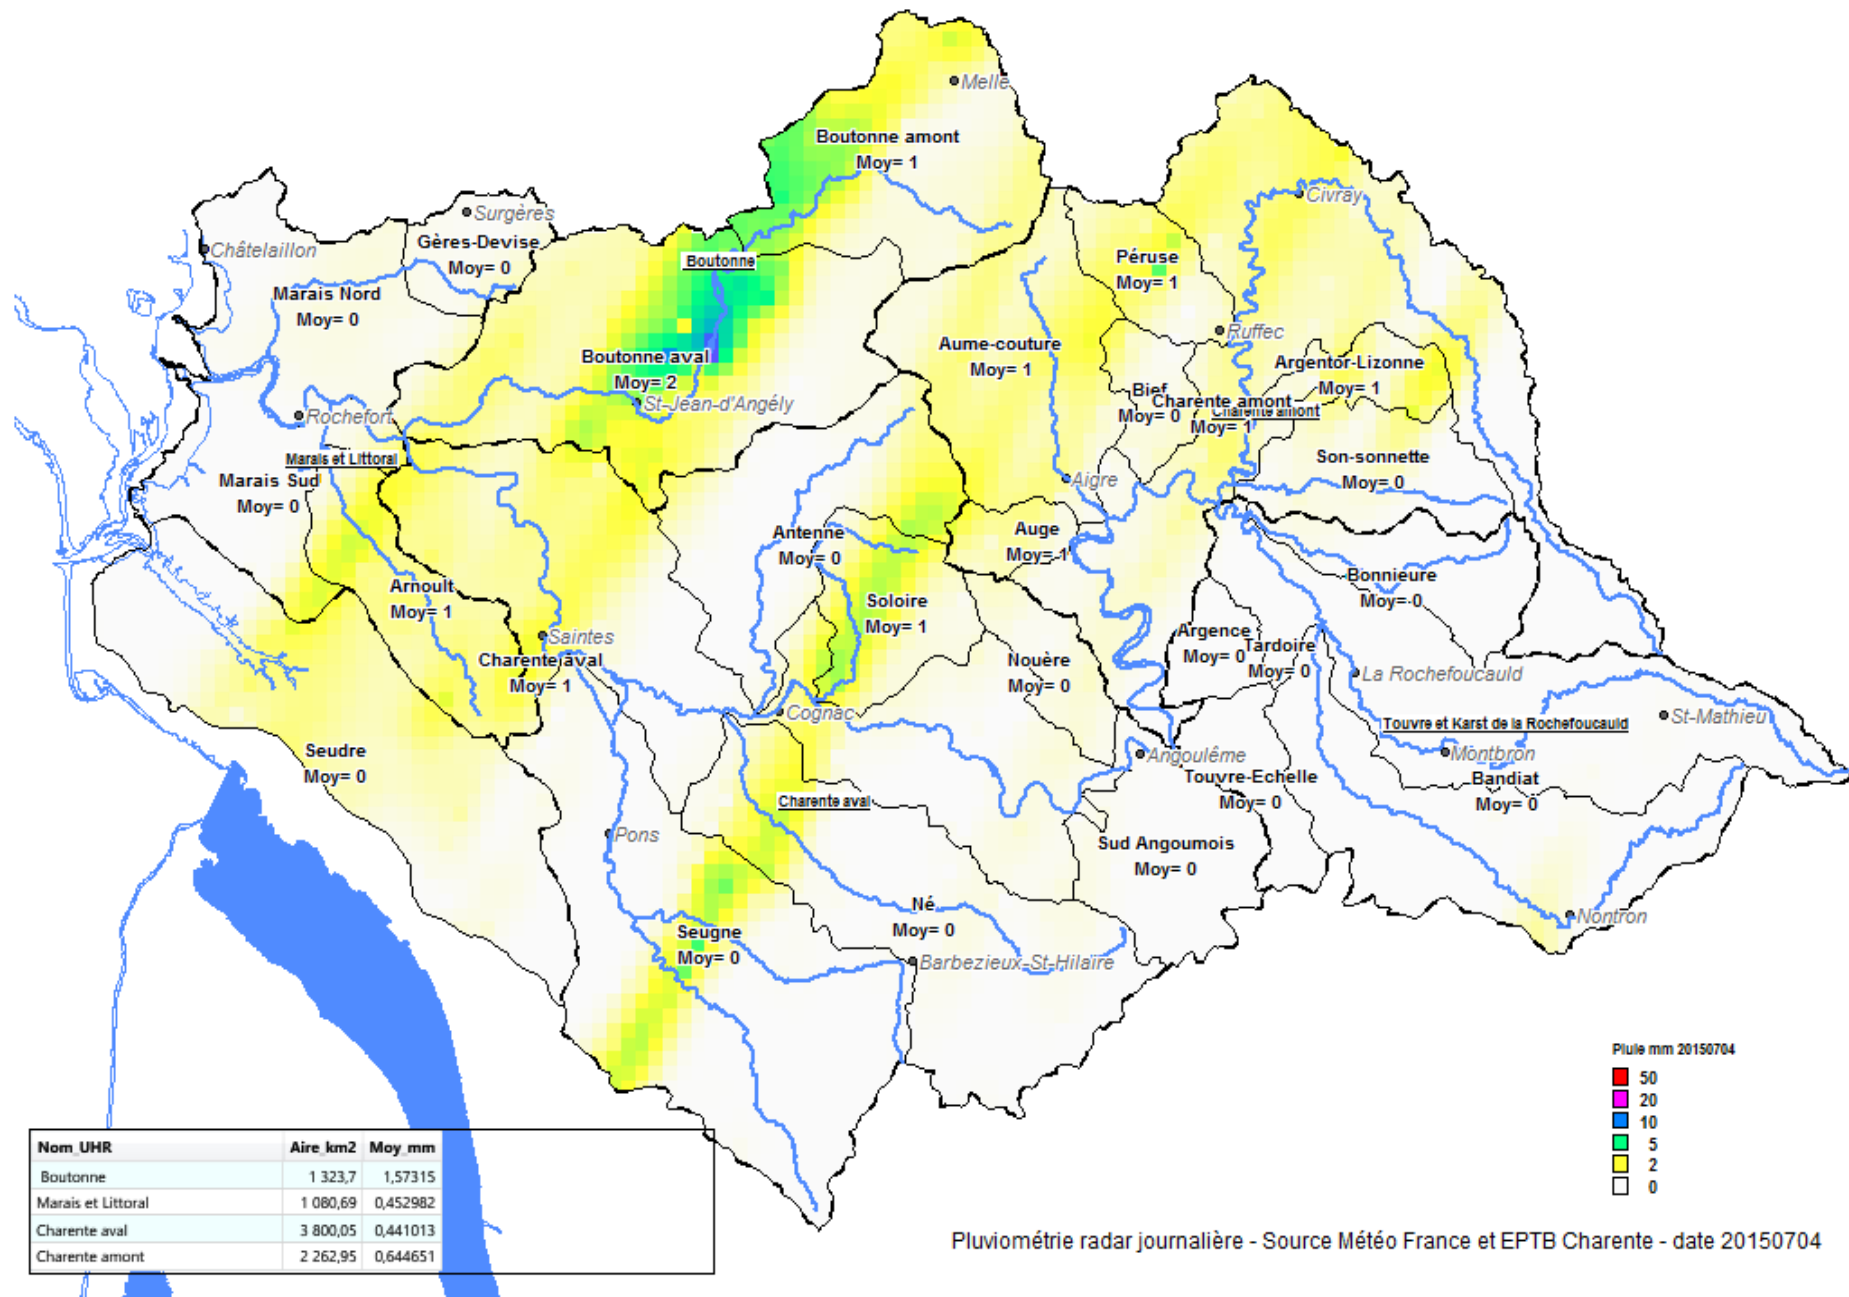 Melle
Boutonne amont
Moy= 1
Civray
Surgères
Châtelaillon
Gères-Devise
Moy= 0
Boutonne
Péruse
Moy= 1
Marais Nord
Moy= 0
Ruffec
Aume-couture
Moy= 1
Boutonne aval
Moy= 2
Argentor-Lizonne
Moy= 1
Bief
Moy= 0
Charente amont
Moy= 1
Charente amont
St-Jean-d'Angély
Rochefort
Marais et Littoral
Marais Sud
Moy= 0
Son-sonnette
Moy= 0
Aigre
Antenne
Moy= 0
Auge
Moy= 1
Bonnieure
Moy= 0
Arnoult
Moy= 1
Soloire
Moy= 1
Saintes
Charente aval
Moy= 1
Nouère
Moy= 0
Argence
Moy= 0
Tardoire
Moy= 0
La Rochefoucauld
Cognac
Touvre et Karst de la Rochefoucauld
St-Mathieu
Seudre
Moy= 0
Angoulême
Montbron
Touvre-Echelle
Moy= 0
Bandiat
Moy= 0
Charente aval
Pons
Sud Angoumois
Moy= 0
Né
Moy= 0
Nontron
Seugne
Moy= 0
Barbezieux-St-Hilaire
Pluie mm 20150704
50
20
10
5
2
0
Nom_UHR Aire_km2 Moy_mm
Boutonne 1 323,7 1,57315
Marais et Littoral 1 080,69 0,452982
Charente aval 3 800,05 0,441013
Charente amont 2 262,95 0,644651
Pluviométrie radar journalière - Source Météo France et EPTB Charente - date 20150704